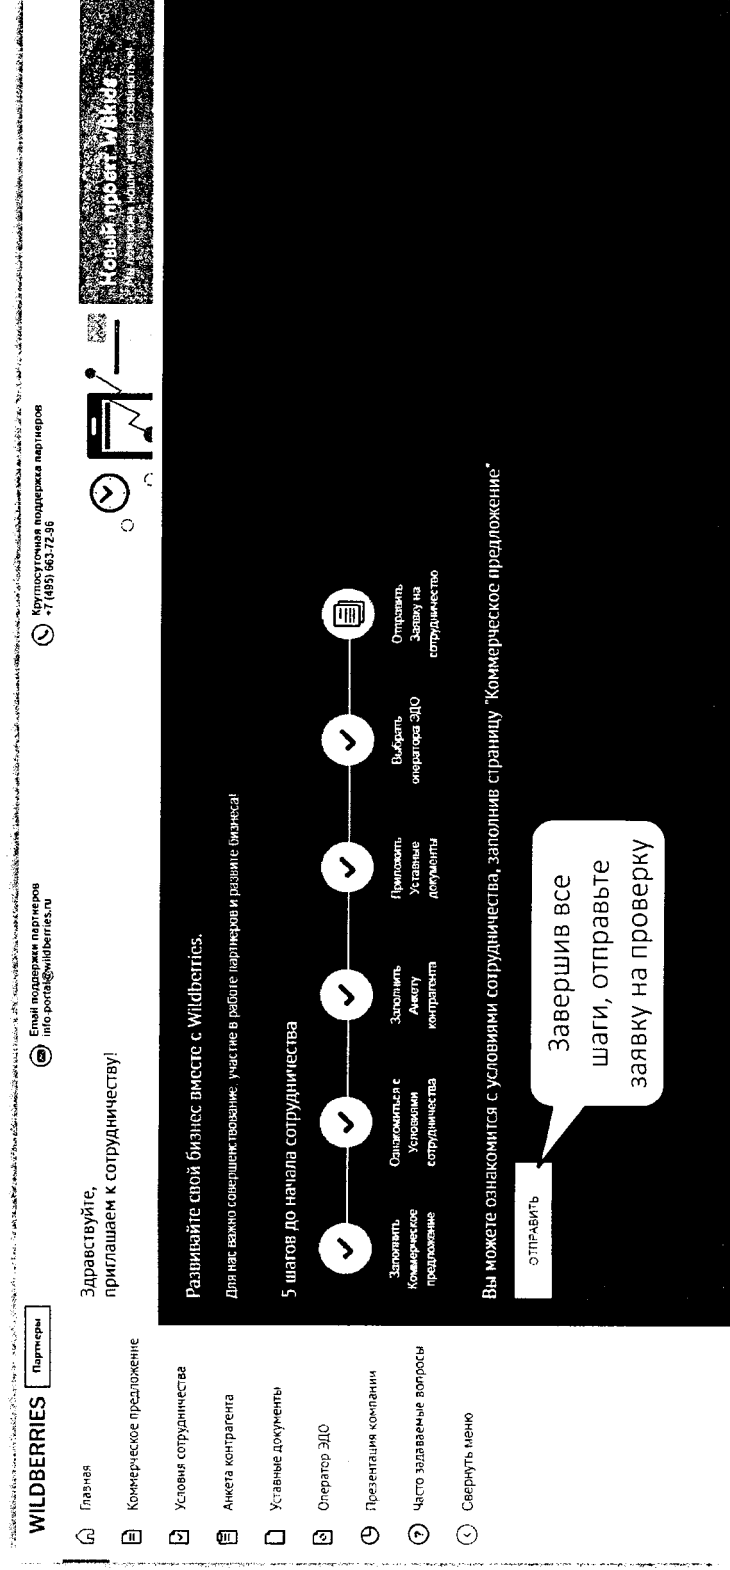 WILDBERRIES
Партнеры
Email поддержки партнеров
info-portal@wildberries.ru
Круглосуточная поддержка партнеров
+7 (495) 663-72-96
Главная
Коммерческое предложение
Условия сотрудничества
Анкета контрагента
Уставные документы
Оператор ЭДО
Презентация компании
Часто задаваемые вопросы
Свернуть меню
Здравствуйте,
приглашаем к сотрудничеству!
Новый проект WBkids
Развивайте свой бизнес вместе с Wildberries.
Для нас важно совершенствование, участие в работе партнеров и развите бизнеса!
5 шагов до начала сотрудничества
Заполнить
Коммерческое
предложение
Ознакомиться с
Условиями
сотрудничества
Заполнить
Анкету
контрагента
Приложить
Уставные
документы
Выбрать
оператора ЭДО
Отправить
Заявку на
сотрудничество
Вы можете ознакомится с условиями сотрудничества, заполнив страницу "Коммерческое предложение"
ОТПРАВИТЬ
Завершив все
шаги, отправьте
заявку на проверку